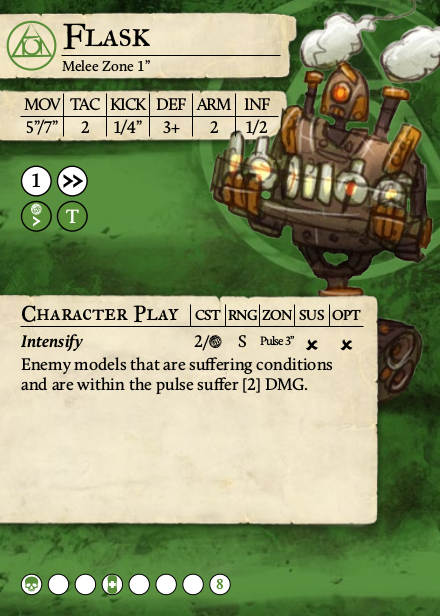 Flask
Melee Zone 1”
MOV TAC KICK DEF ARM INF
5”/7” 2 1/4” 3+ 2 1/2
1 >>
> T
Character Play CST RNG ZON SUS OPT
Intensify 2/ S Pulse 3” ✖ ✖
Enemy models that are suffering conditions
and are within the pulse suffer [2] DMG.
8